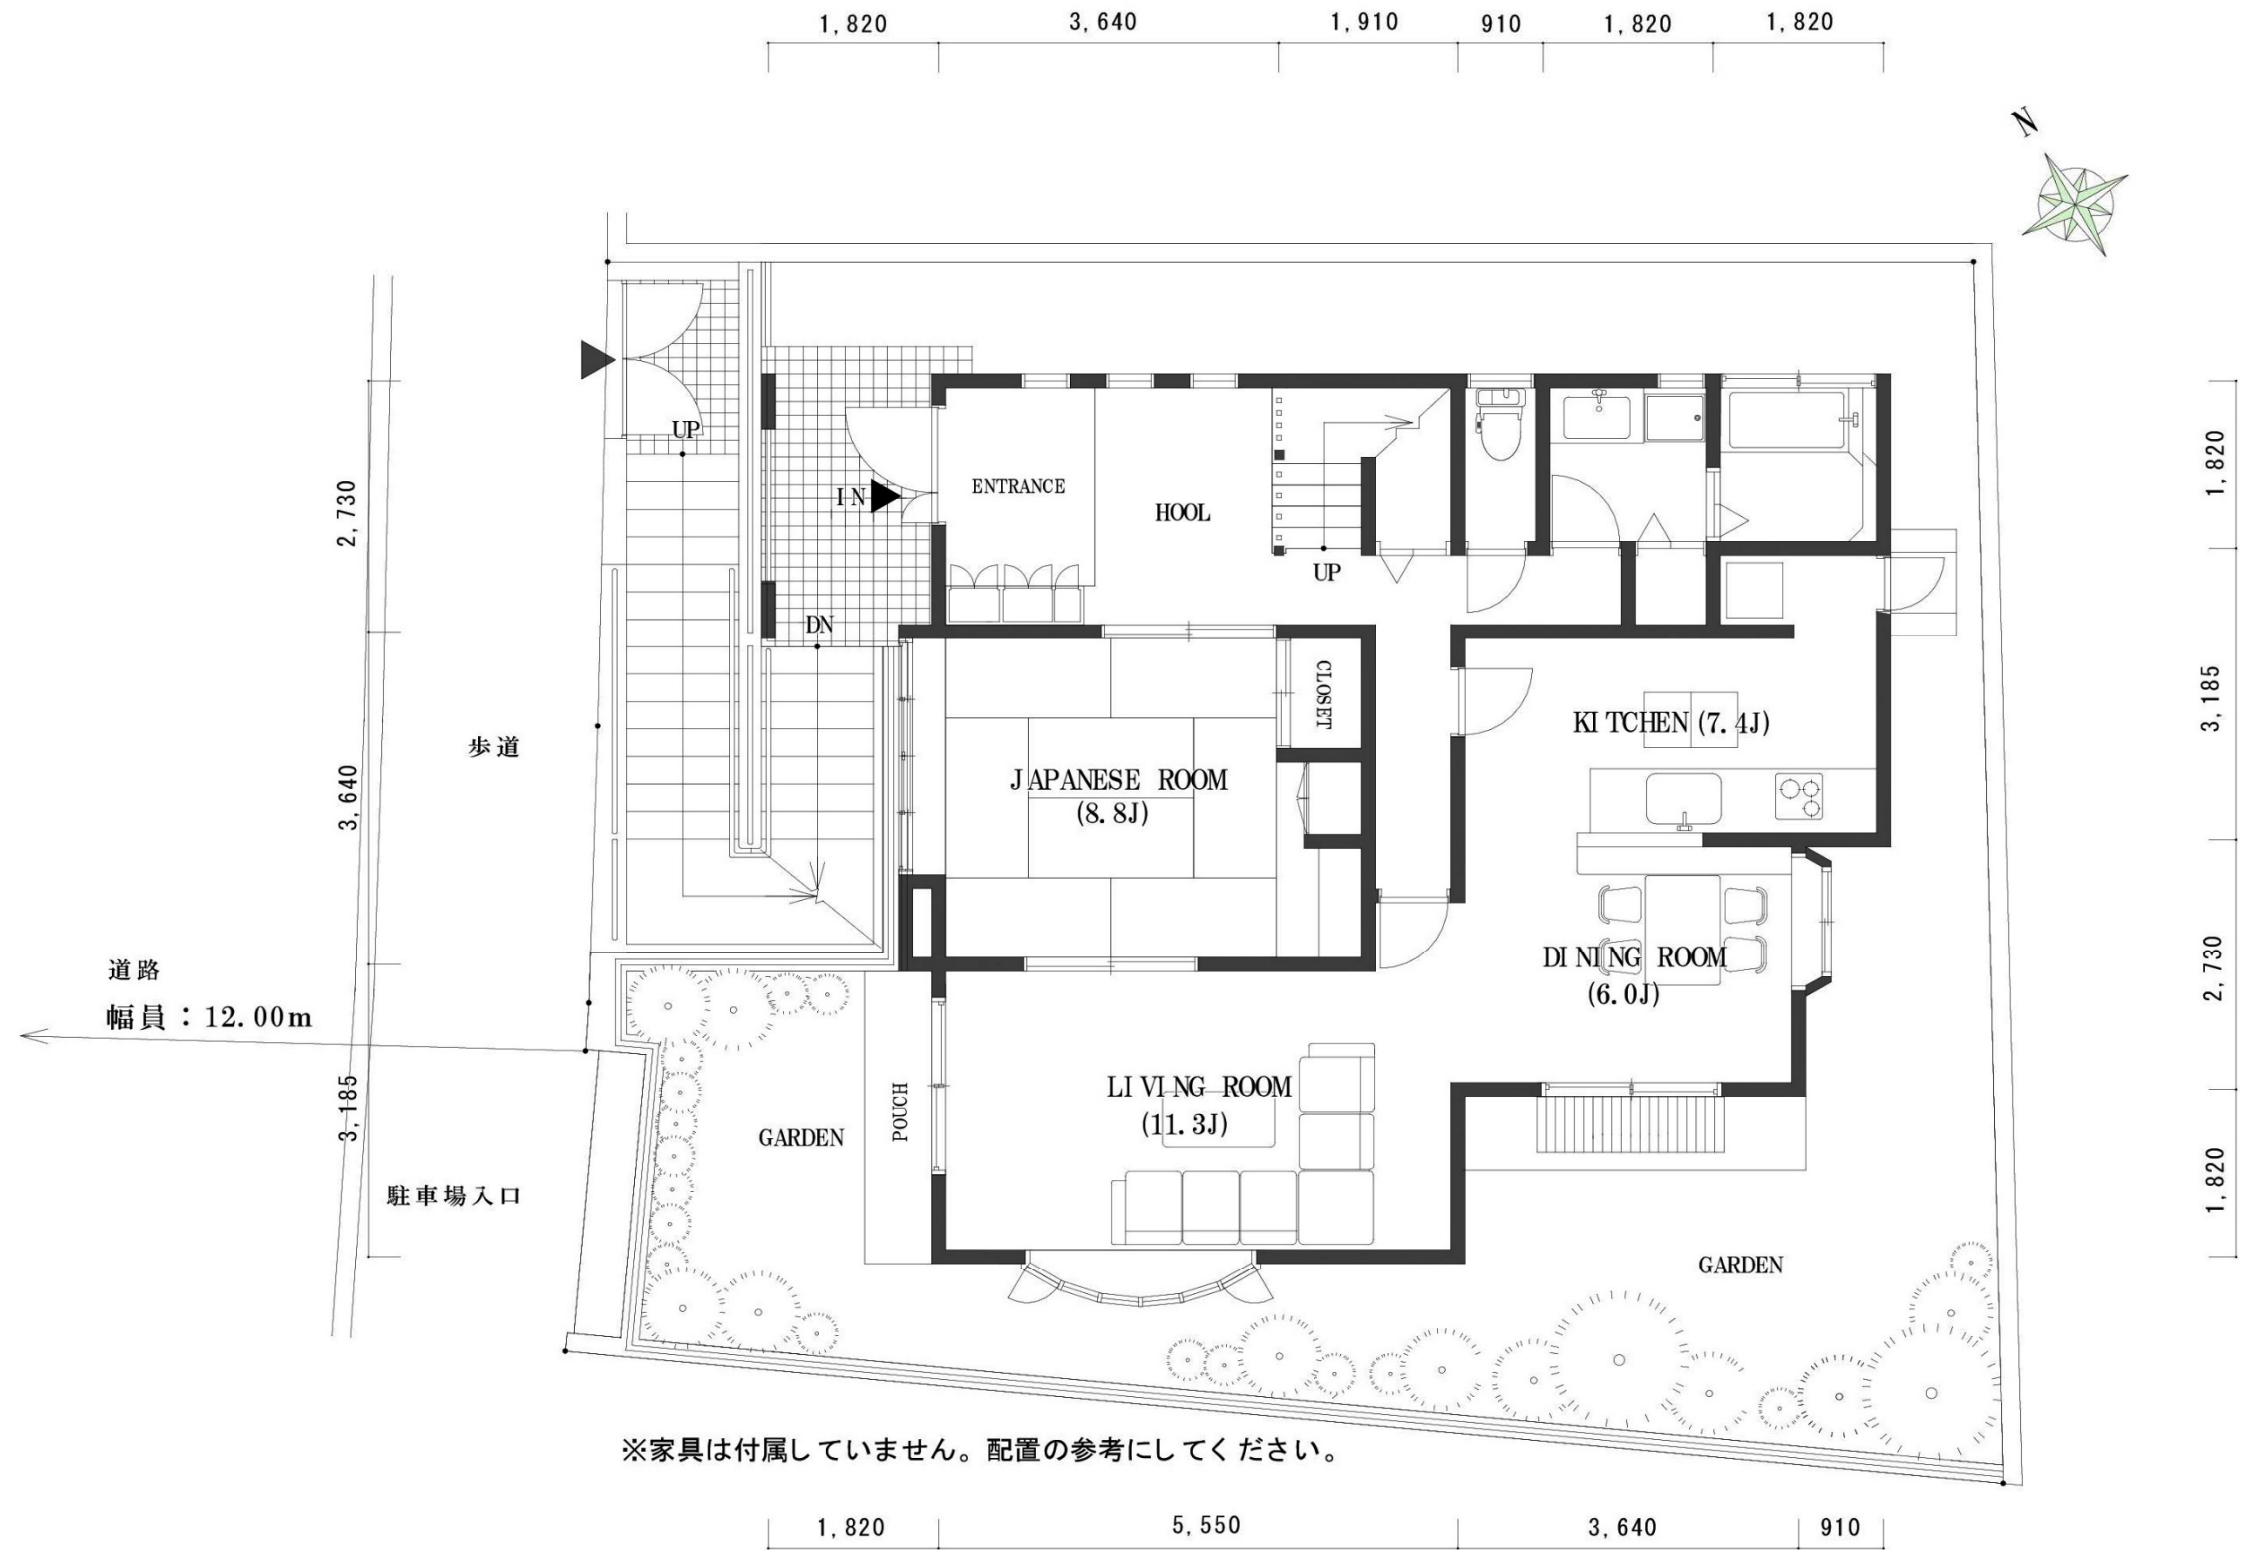 1,820
3,640
1,910
910
1,820
1,820
N
UP
IN
ENTRANCE
HOOL
UP
DN
2,730
1,820
CLOSET
歩道
JAPANESE ROOM
(8.8J)
KITCHEN (7.4J)
3,640
3,185
道路
幅員：12.00m
DINING ROOM
(6.0J)
2,730
3,185
POUCH
GARDEN
LIVING ROOM
(11.3J)
駐車場入口
1,820
GARDEN
※家具は付属していません。配置の参考にしてください。
1,820
5,550
3,640
910